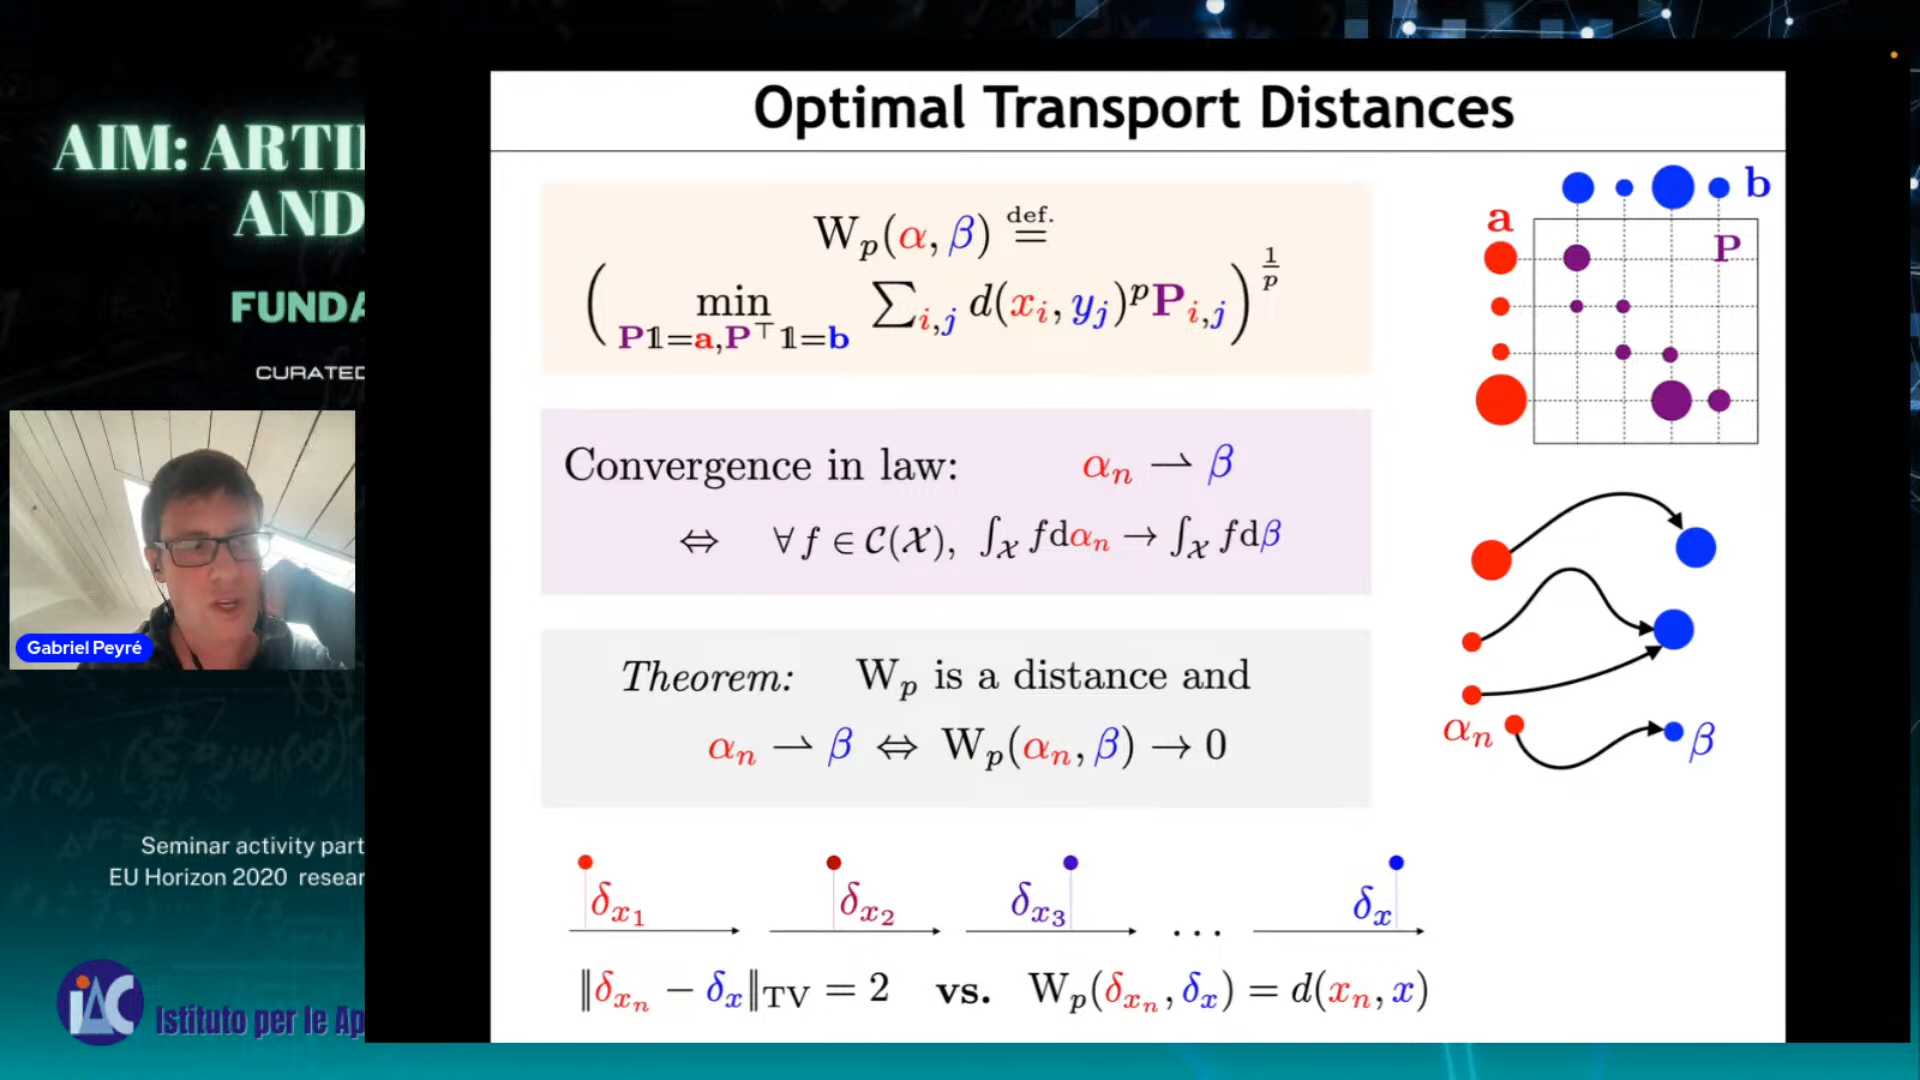 AIM: ARTI
AND
FUNDA
CURATED
Gabriel Peyré
Seminar activity part
EU Horizon 2020 resear
iAC Istituto per le Ap
Optimal Transport Distances
W_p(α, β) def. =
( min_{P𝟙=a, P^⊤𝟙=b} ∑_{i,j} d(x_i, y_j)^p P_{i,j} )^{1/p}
Convergence in law: α_n ⇀ β
⇔ ∀ f ∈ C(X), ∫_X f dα_n → ∫_X f dβ
Theorem: W_p is a distance and
α_n ⇀ β ⇔ W_p(α_n, β) → 0
δ_{x_1} δ_{x_2} δ_{x_3} ... δ_x
||δ_{x_n} − δ_x||_TV = 2 vs. W_p(δ_{x_n}, δ_x) = d(x_n, x)
b
a
P
α_n β